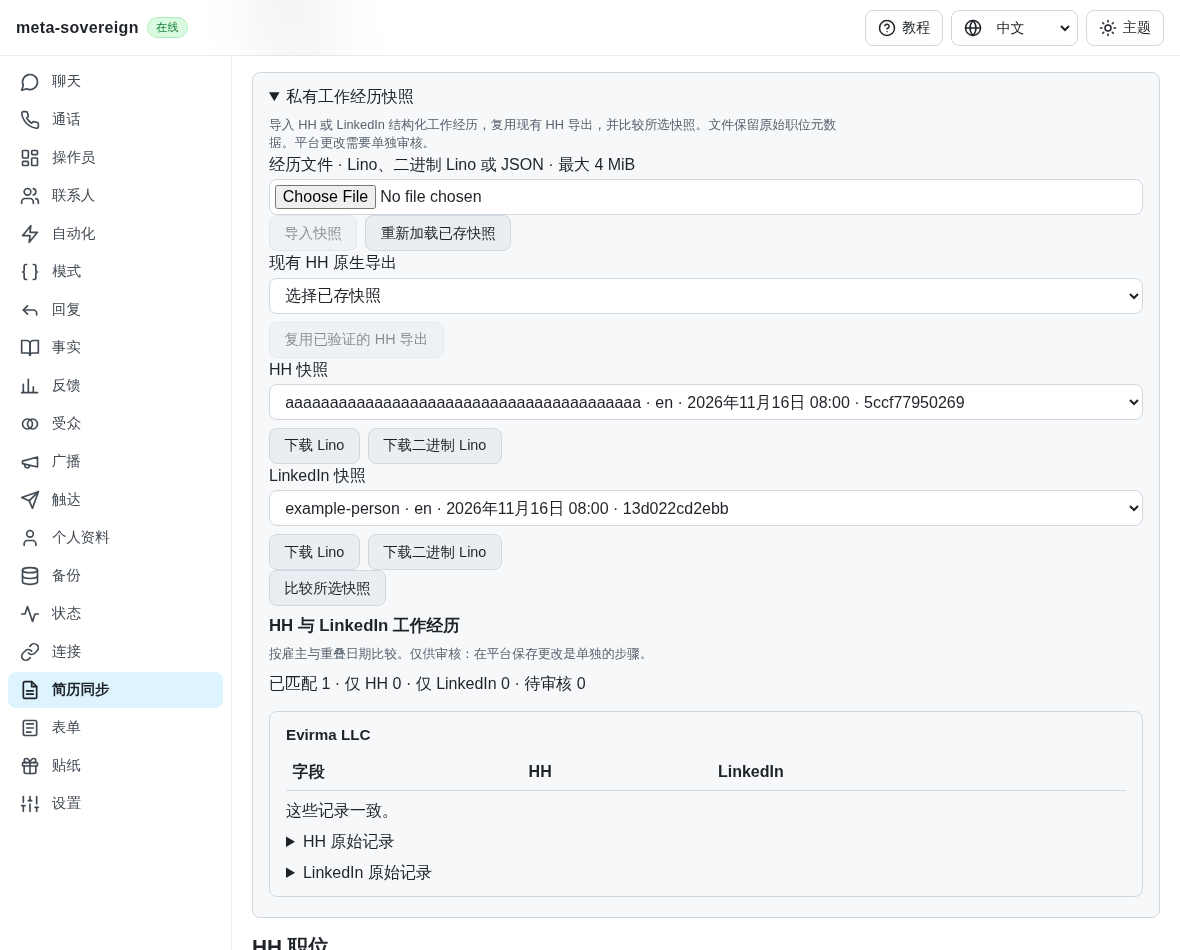 meta-sovereign 在线
教程
中文
主题
聊天
通话
操作员
联系人
自动化
模式
回复
事实
反馈
受众
广播
触达
个人资料
备份
状态
连接
简历同步
表单
贴纸
设置
私有工作经历快照
导入 HH 或 LinkedIn 结构化工作经历，复用现有 HH 导出，并比较所选快照。文件保留原始职位元数
据。平台更改需要单独审核。
经历文件 · Lino、二进制 Lino 或 JSON · 最大 4 MiB
Choose File No file chosen
导入快照 重新加载已存快照
现有 HH 原生导出
选择已存快照
复用已验证的 HH 导出
HH 快照
aaaaaaaaaaaaaaaaaaaaaaaaaaaaaaaaaaaaaaaa · en · 2026年11月16日 08:00 · 5ccf77950269
下载 Lino 下载二进制 Lino
LinkedIn 快照
example-person · en · 2026年11月16日 08:00 · 13d022cd2ebb
下载 Lino 下载二进制 Lino
比较所选快照
HH 与 LinkedIn 工作经历
按雇主与重叠日期比较。仅供审核：在平台保存更改是单独的步骤。
已匹配 1 · 仅 HH 0 · 仅 LinkedIn 0 · 待审核 0
Evirma LLC
字段 HH LinkedIn
这些记录一致。
HH 原始记录
LinkedIn 原始记录
HH 职位